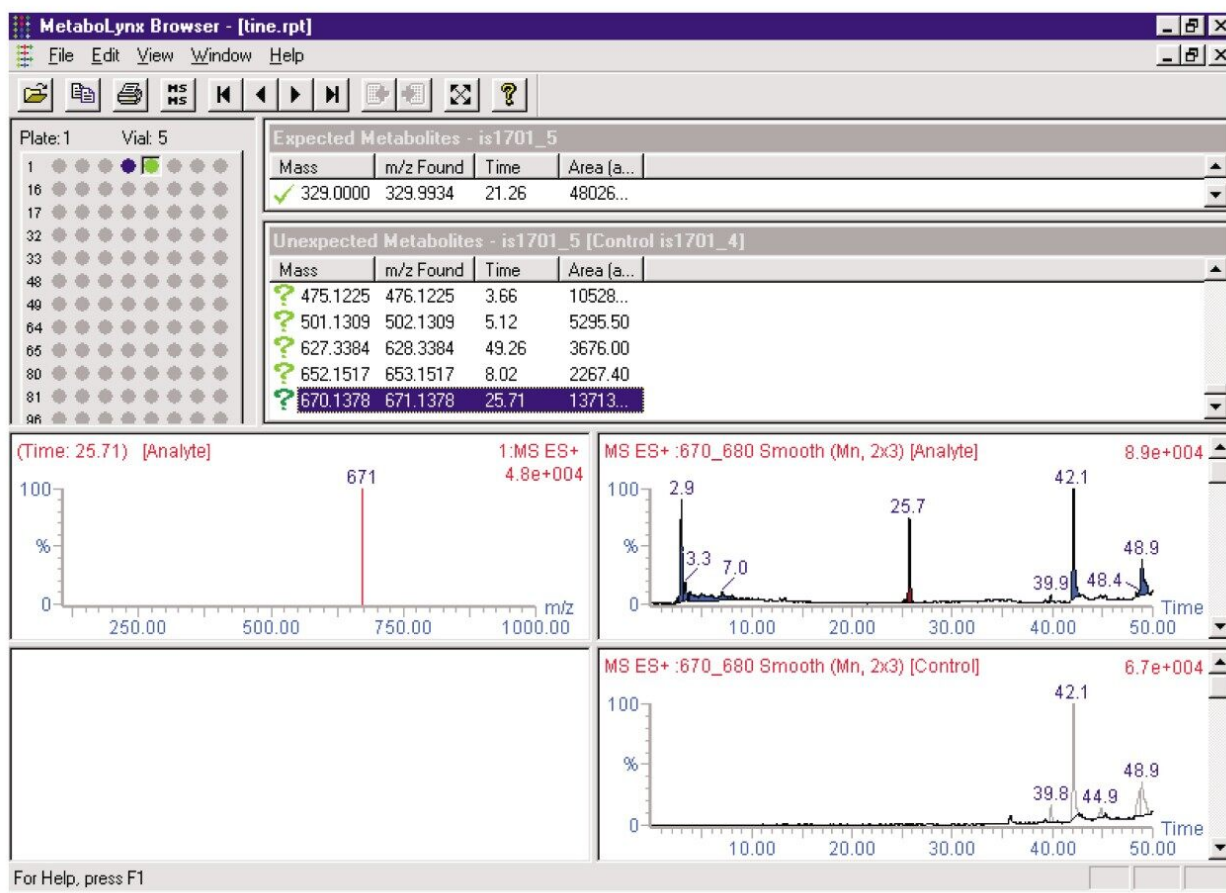 MetaboLynx Browser - [tine.rpt]
File Edit View Window Help
MS MS
Plate: 1 Vial: 5
1
16
17
32
33
48
49
64
65
80
81
96
Expected Metabolites - is1701_5
Mass m/z Found Time Area (a...
329.0000 329.9934 21.26 48026...
Unexpected Metabolites - is1701_5 [Control is1701_4]
Mass m/z Found Time Area (a...
? 475.1225 476.1225 3.66 10528...
? 501.1309 502.1309 5.12 5295.50
? 627.3384 628.3384 49.26 3676.00
? 652.1517 653.1517 8.02 2267.40
? 670.1378 671.1378 25.71 13713...
(Time: 25.71) [Analyte] 1:MS ES+
4.8e+004
671
100
%
0
m/z
250.00 500.00 750.00 1000.00
MS ES+ :670_680 Smooth (Mn, 2x3) [Analyte] 8.9e+004
100
%
0
2.9 3.3 7.0 25.7 39.9 42.1 48.4 48.9
Time
10.00 20.00 30.00 40.00 50.00
MS ES+ :670_680 Smooth (Mn, 2x3) [Control] 6.7e+004
100
%
0
39.8 42.1 44.9 48.9
Time
10.00 20.00 30.00 40.00 50.00
For Help, press F1